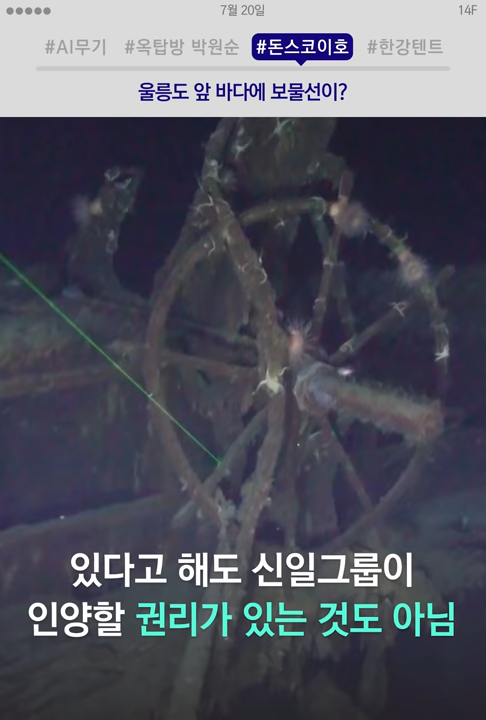 7월 20일
14F
#AI무기 #옥탑방 박원순 #돈스코이호 #한강텐트
울릉도 앞 바다에 보물선이?
있다고 해도 신일그룹이
인양할 권리가 있는 것도 아님